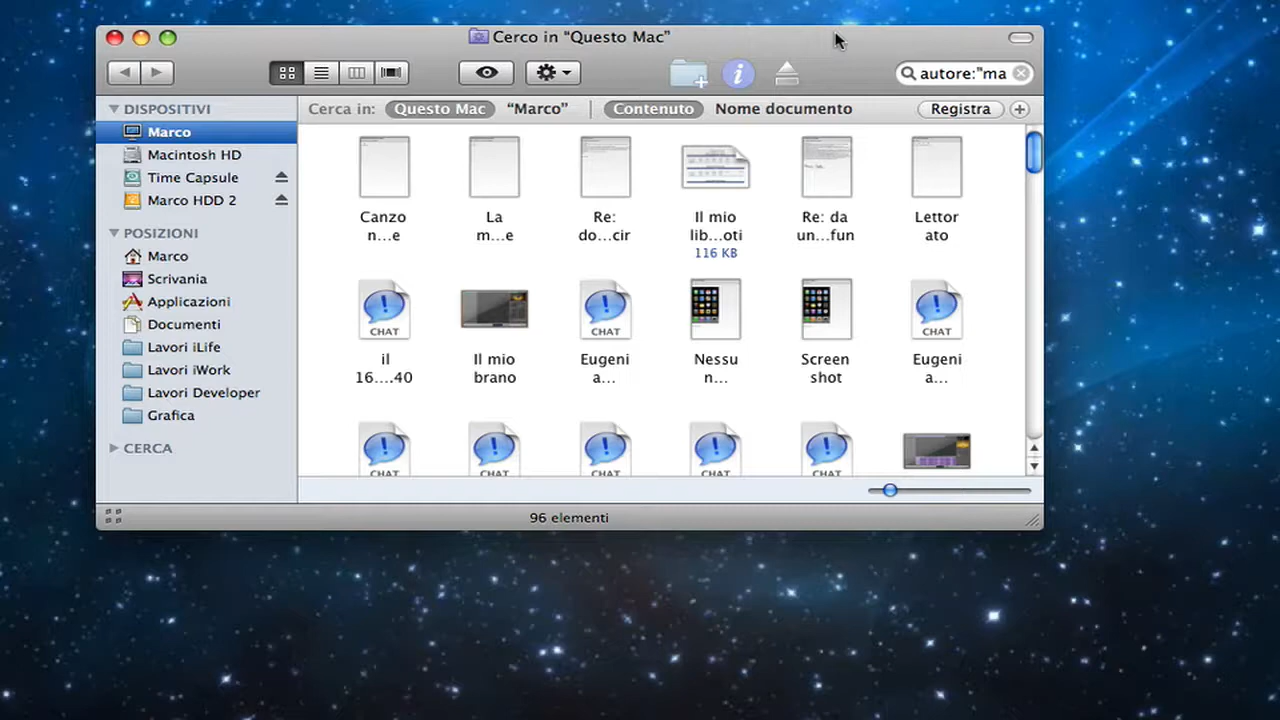 Cerco in “Questo Mac”
autore:"ma
DISPOSITIVI
Cerca in: Questo Mac “Marco” Contenuto Nome documento Registra
Marco
Macintosh HD
Time Capsule
Marco HDD 2
POSIZIONI
Marco
Scrivania
Applicazioni
Documenti
Lavori iLife
Lavori iWork
Lavori Developer
Grafica
CERCA
Canzo
n...e
La
m...e
Re:
do...cir
Il mio
lib...oti
116 KB
Re: da
un...fun
Lettor
ato
CHAT
il
16....40
Il mio
brano
CHAT
Eugeni
a...
Nessu
n...
Screen
shot
CHAT
Eugeni
a...
CHAT
CHAT
CHAT
CHAT
CHAT
96 elementi